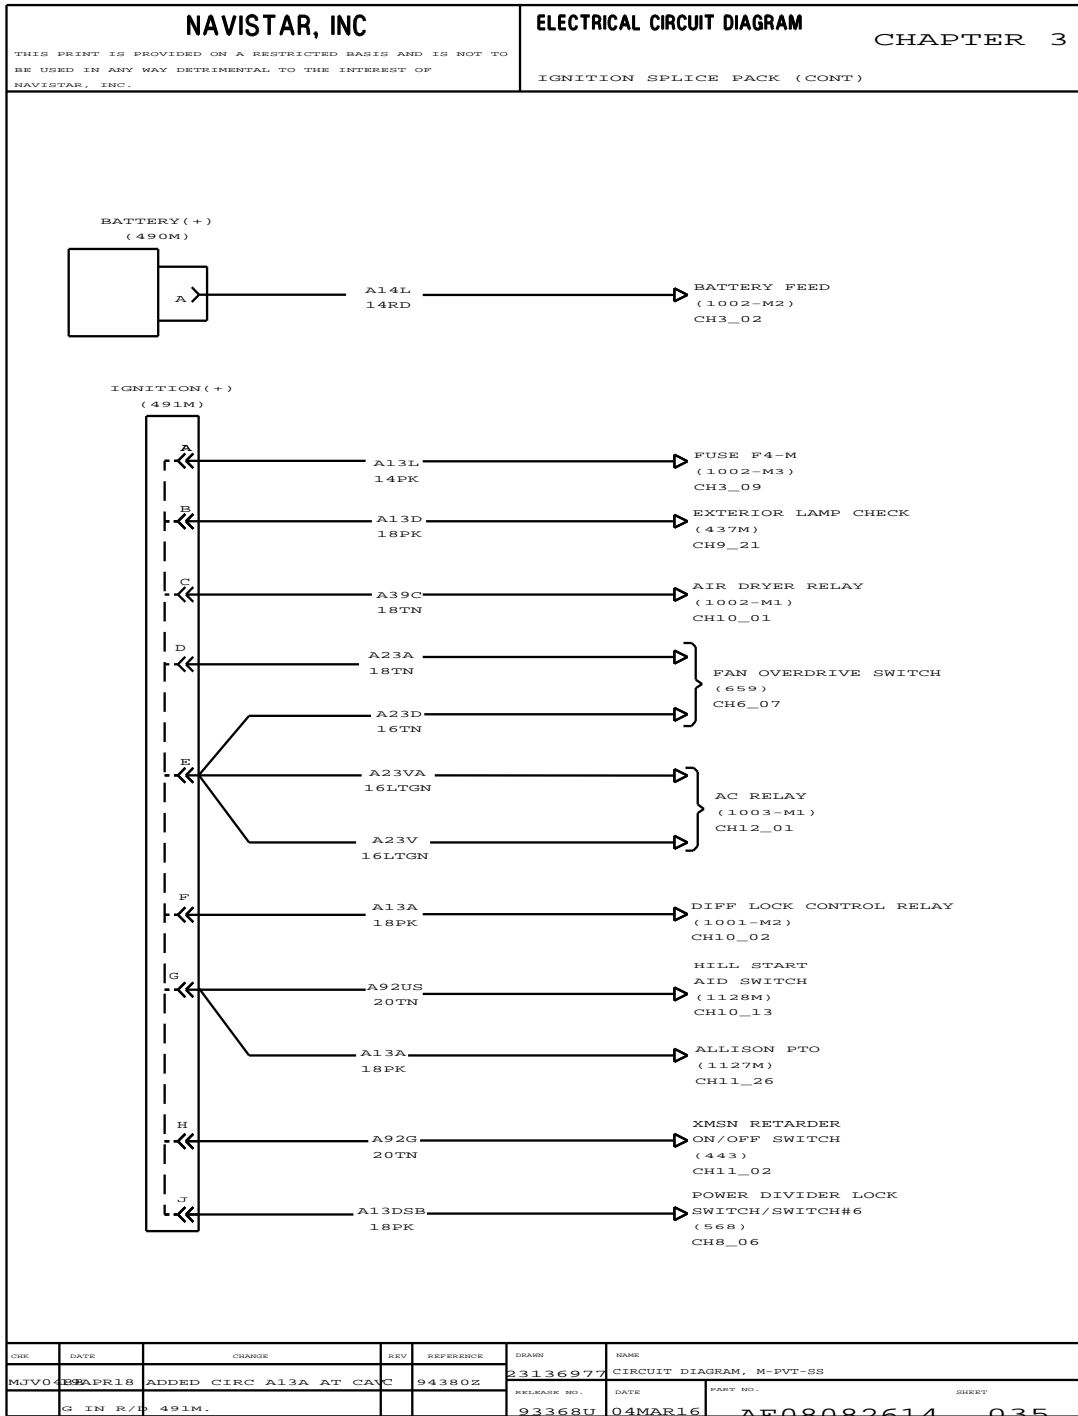 NAVISTAR, INC
THIS PRINT IS PROVIDED ON A RESTRICTED BASIS AND IS NOT TO
BE USED IN ANY WAY DETRIMENTAL TO THE INTEREST OF
NAVISTAR, INC.
ELECTRICAL CIRCUIT DIAGRAM
CHAPTER 3
IGNITION SPLICE PACK (CONT)
BATTERY(+)
(490M)
A
A14L
14RD
BATTERY FEED
(1002-M2)
CH3_02
IGNITION(+)
(491M)
A
A13L
14PK
FUSE F4-M
(1002-M3)
CH3_09
B
A13D
18PK
EXTERIOR LAMP CHECK
(437M)
CH9_21
C
A39C
18TN
AIR DRYER RELAY
(1002-M1)
CH10_01
D
A23A
18TN
A23D
16TN
FAN OVERDRIVE SWITCH
(659)
CH6_07
E
A23VA
16LTGN
A23V
16LTGN
AC RELAY
(1003-M1)
CH12_01
F
A13A
18PK
DIFF LOCK CONTROL RELAY
(1001-M2)
CH10_02
G
A92US
20TN
HILL START
AID SWITCH
(1128M)
CH10_13
A13A
18PK
ALLISON PTO
(1127M)
CH11_26
H
A92G
20TN
XMSN RETARDER
ON/OFF SWITCH
(443)
CH11_02
J
A13DSB
18PK
POWER DIVIDER LOCK
SWITCH/SWITCH#6
(568)
CH8_06
CHK DATE CHANGE REV REFERENCE
APR18 ADDED CIRC A13A AT CAV C 94380Z
G IN R/D 491M.
DRAWN
23136977
NAME
CIRCUIT DIAGRAM, M-PVT-SS
RELEASE NO.
93368U
DATE
04MAR16
PART NO.
AF08082614
SHEET
035